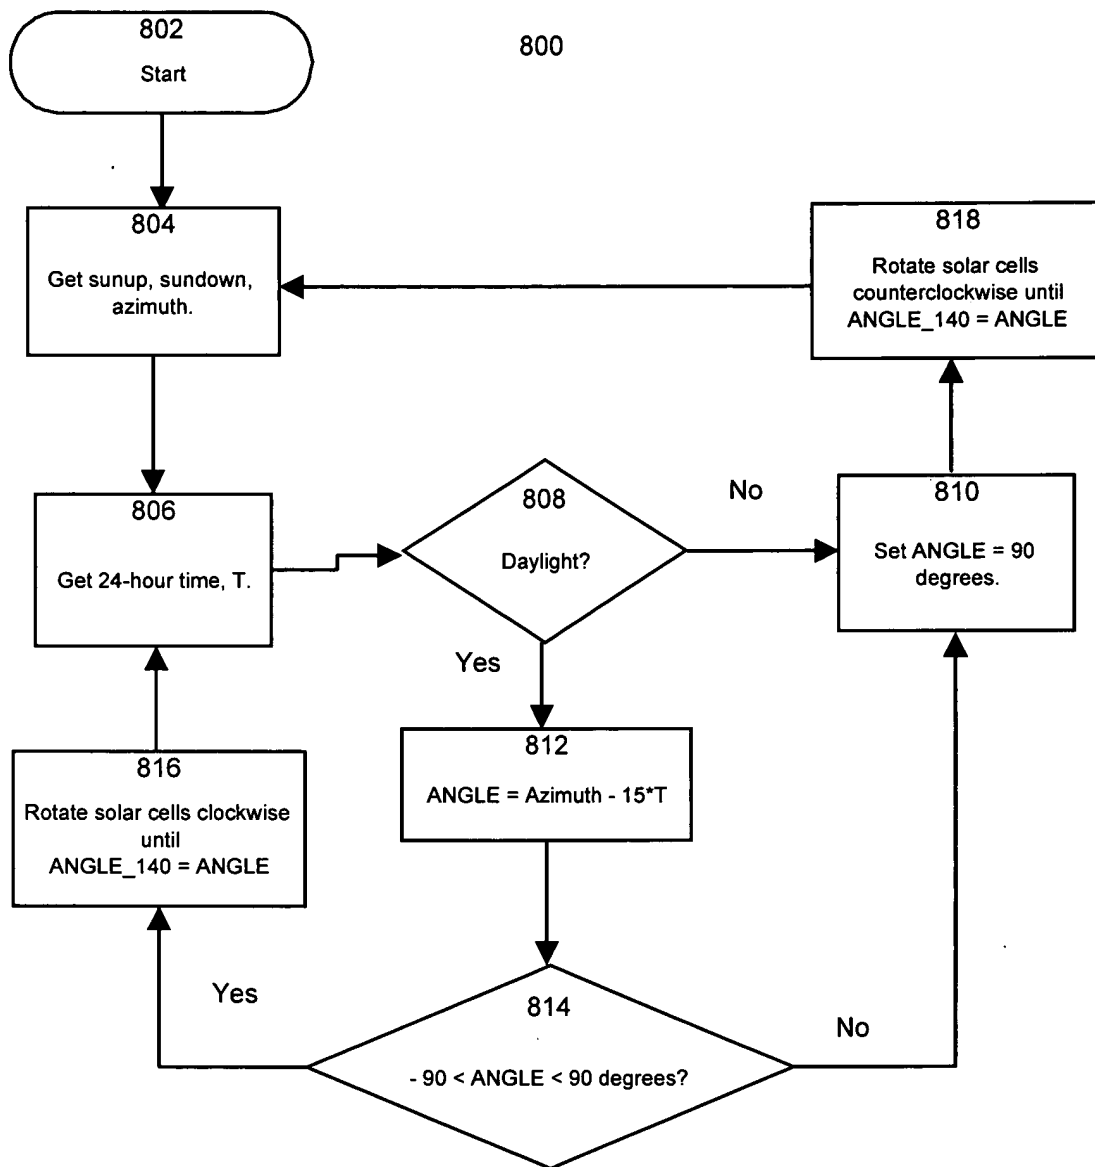 800
802
Start
804
Get sunup, sundown,
azimuth.
818
Rotate solar cells
counterclockwise until
ANGLE_140 = ANGLE
806
Get 24-hour time, T.
808
Daylight?
No
Yes
810
Set ANGLE = 90
degrees.
812
ANGLE = Azimuth - 15*T
816
Rotate solar cells clockwise
until
ANGLE_140 = ANGLE
814
- 90 < ANGLE < 90 degrees?
Yes
No